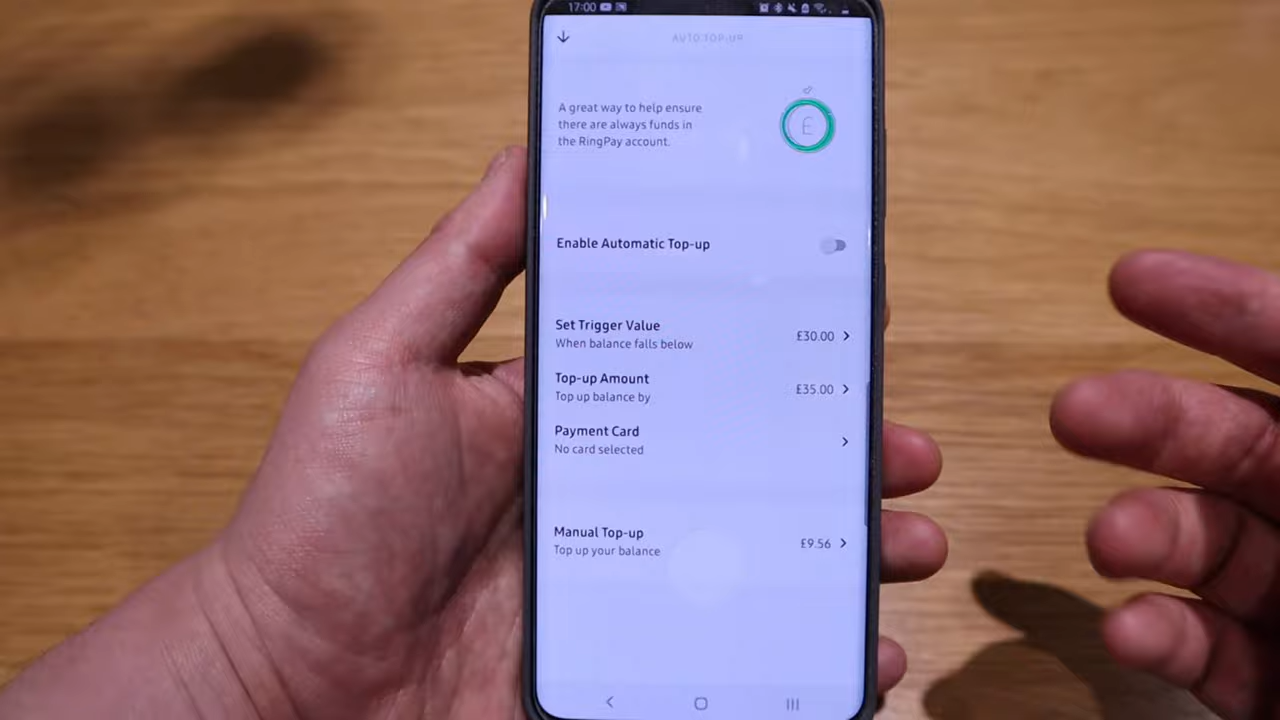 17:00
AUTO TOP-UP
A great way to help ensure
there are always funds in
the RingPay account.
£
Enable Automatic Top-up
Set Trigger Value
When balance falls below
£30.00
Top-up Amount
Top up balance by
£35.00
Payment Card
No card selected
Manual Top-up
Top up your balance
£9.56